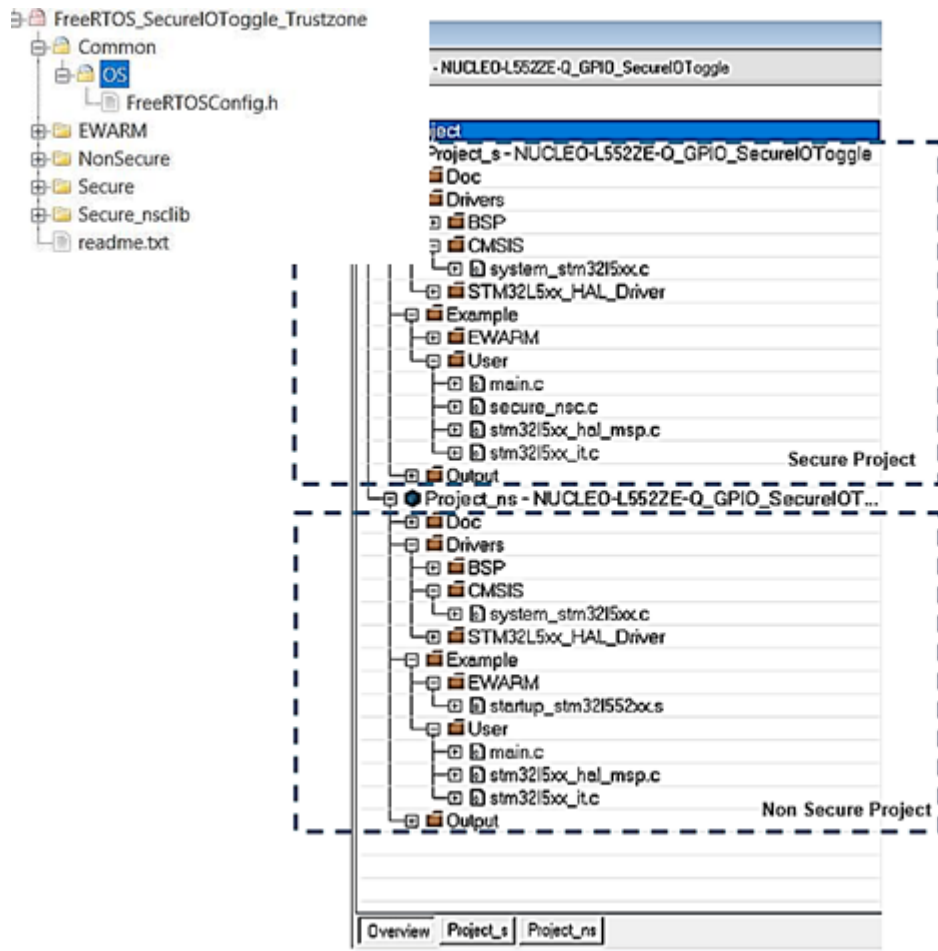 FreeRTOS_SecureIOToggle_Trustzone
Common
OS
FreeRTOSConfig.h
EWARM
NonSecure
Secure
Secure_nsclib
readme.txt
- NUCLEO-L552ZE-Q_GPIO_SecureIOToggle
ject
Project_s - NUCLEO-L552ZE-Q_GPIO_SecureIOToggle
Doc
Drivers
BSP
CMSIS
system_stm32l5xx.c
STM32L5xx_HAL_Driver
Example
EWARM
User
main.c
secure_nsc.c
stm32l5xx_hal_msp.c
stm32l5xx_it.c
Secure Project
Output
Project_ns - NUCLEO-L552ZE-Q_GPIO_SecureIOT...
Doc
Drivers
BSP
CMSIS
system_stm32l5xx.c
STM32L5xx_HAL_Driver
Example
EWARM
startup_stm32l552xx.s
User
main.c
stm32l5xx_hal_msp.c
stm32l5xx_it.c
Non Secure Project
Output
Overview Project_s Project_ns